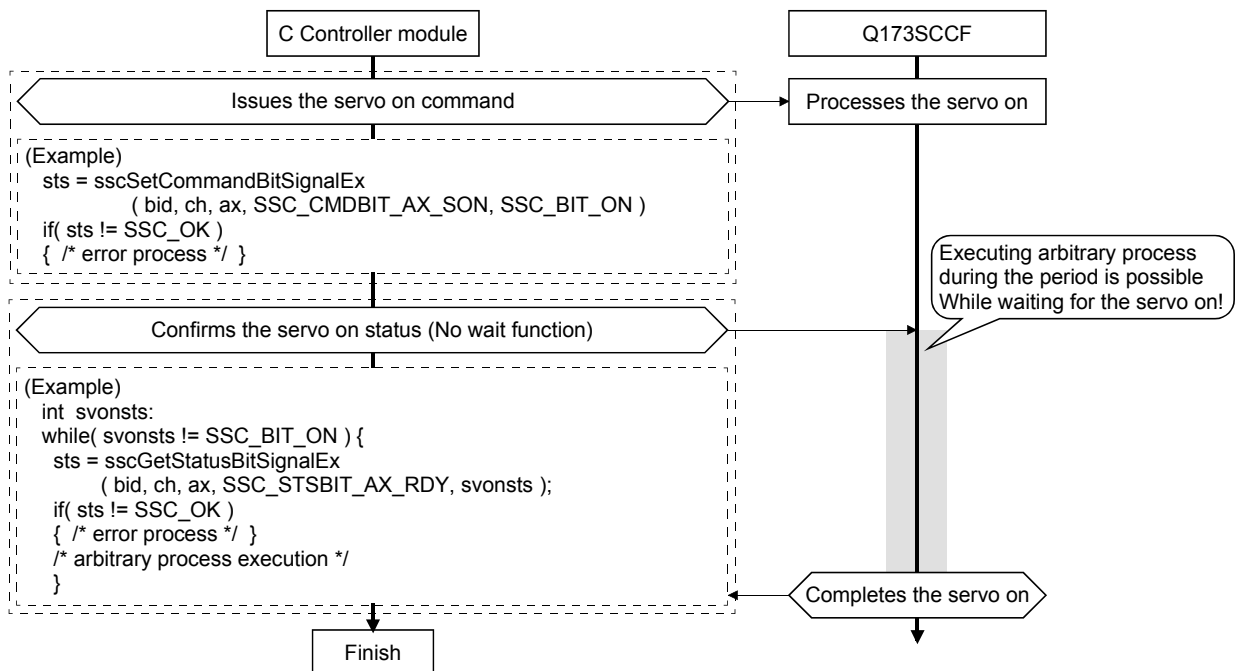 C Controller module
Q173SCCF
Issues the servo on command
Processes the servo on
(Example)
sts = sscSetCommandBitSignalEx
( bid, ch, ax, SSC_CMDBIT_AX_SON, SSC_BIT_ON )
if( sts != SSC_OK )
{ /* error process */ }
Executing arbitrary process
during the period is possible
While waiting for the servo on!
Confirms the servo on status (No wait function)
(Example)
int svonsts:
while( svonsts != SSC_BIT_ON ) {
sts = sscGetStatusBitSignalEx
( bid, ch, ax, SSC_STSBIT_AX_RDY, svonsts );
if( sts != SSC_OK )
{ /* error process */ }
/* arbitrary process execution */
}
Completes the servo on
Finish